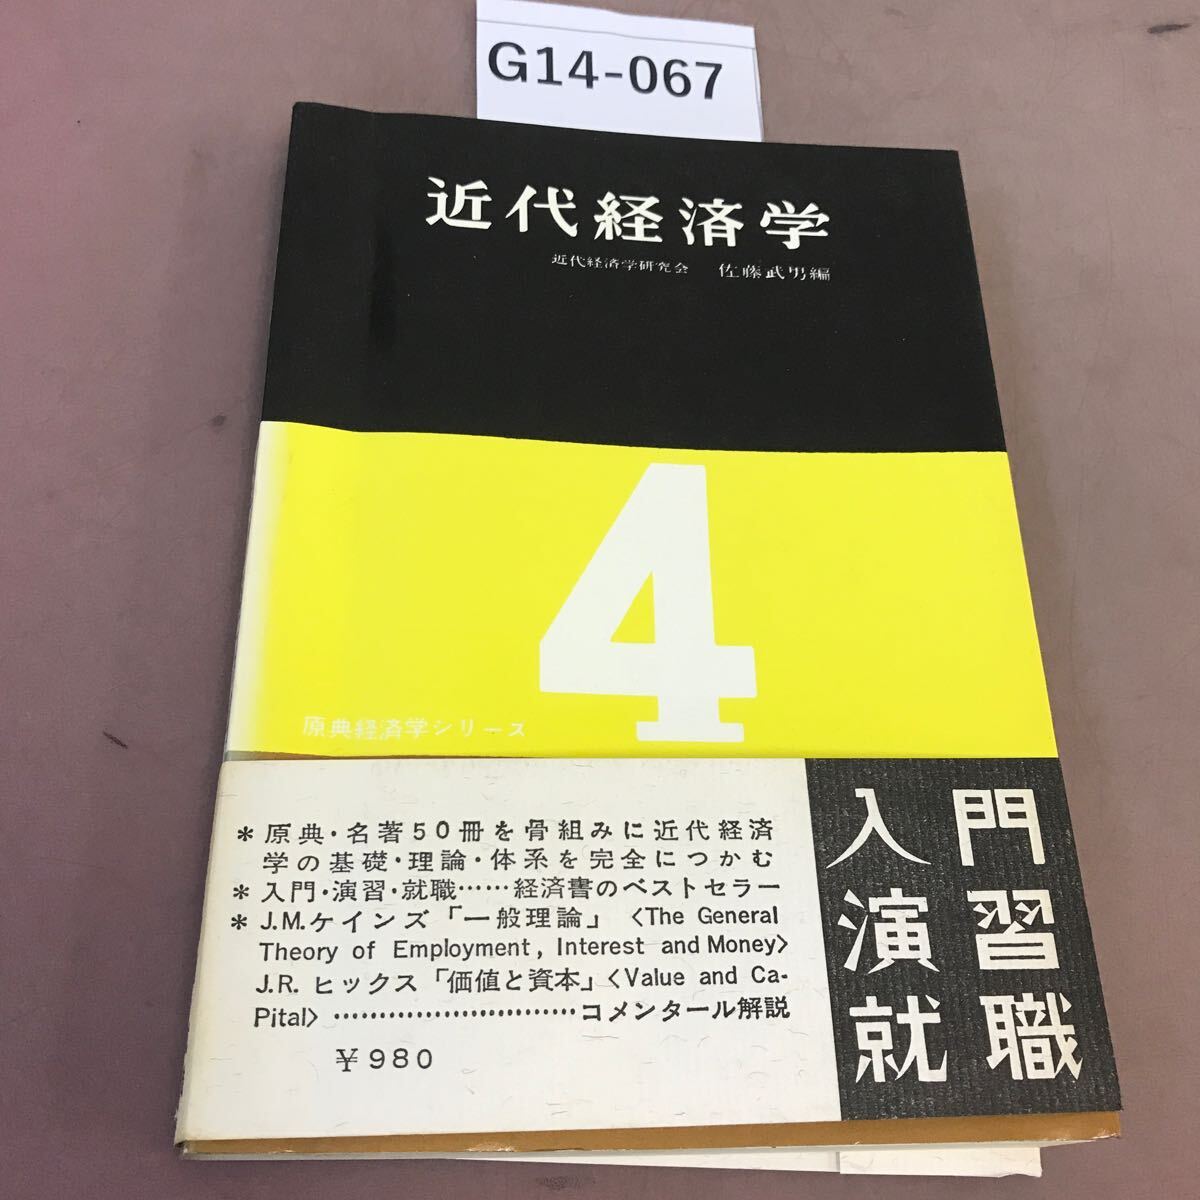 G14-067
近代経済学
近代経済学研究会 佐藤武男編
4
原典経済学シリーズ
＊原典・名著50冊を骨組みに近代経済
学の基礎・理論・体系を完全につかむ
＊入門・演習・就職……経済書のベストセラー
＊J.M.ケインズ「一般理論」〈The General
Theory of Employment, Interest and Money〉
J.R. ヒックス「価値と資本」〈Value and Ca-
Pital〉…………………………コメンタール解説
￥980
入門
演習
就職